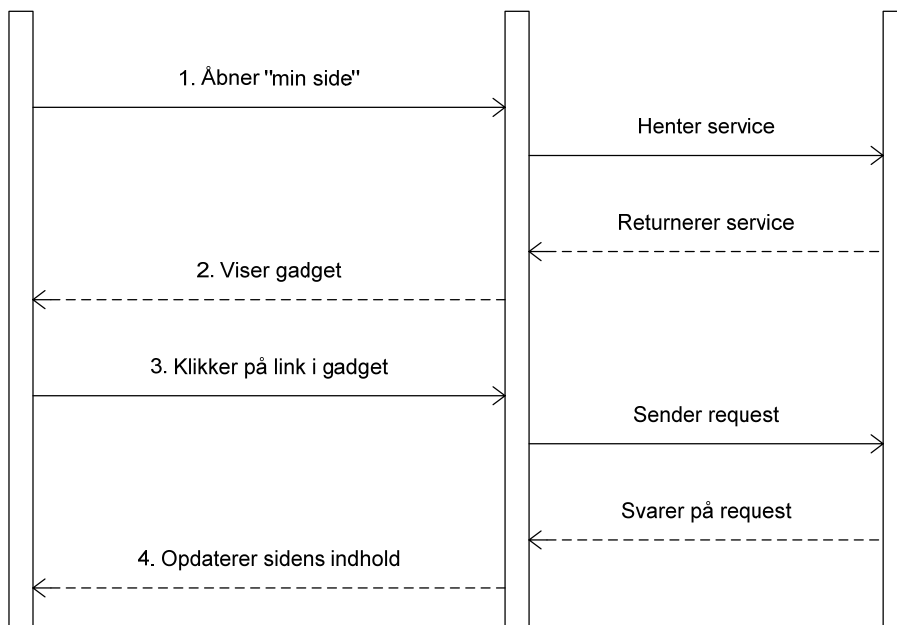 1. Åbner "min side"
Henter service
Returnerer service
2. Viser gadget
3. Klikker på link i gadget
Sender request
Svarer på request
4. Opdaterer sidens indhold